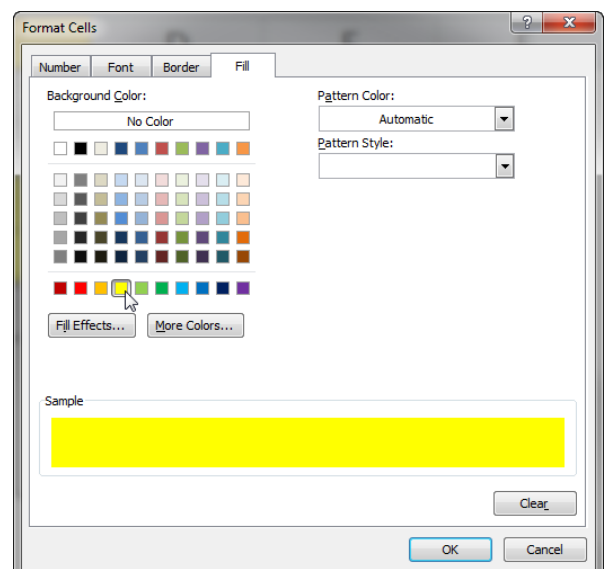 Format Cells
Number Font Border Fill
Background Color:
No Color
Pattern Color:
Automatic
Pattern Style:
Fill Effects... More Colors...
Sample
Clear
OK Cancel